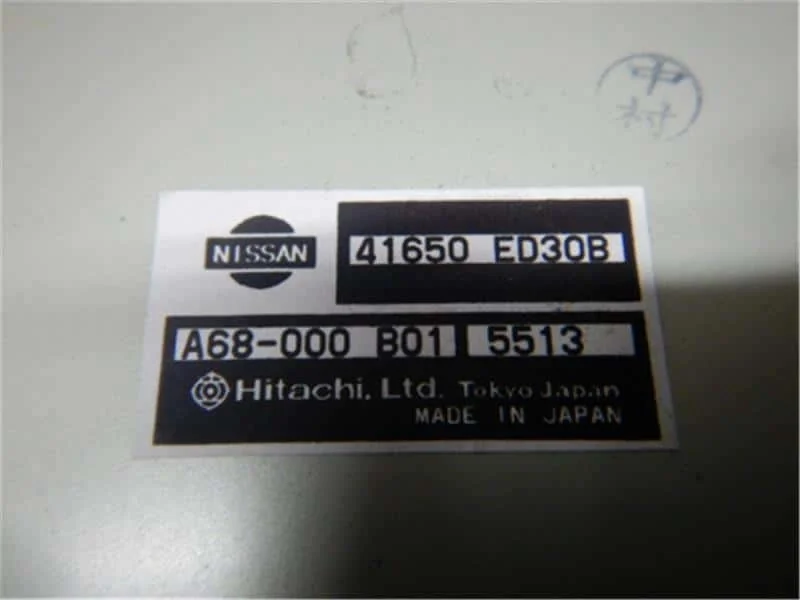 中
村
NISSAN
41650 ED30B
A68-000 B01 5513
Hitachi, Ltd. Tokyo Japan
MADE IN JAPAN